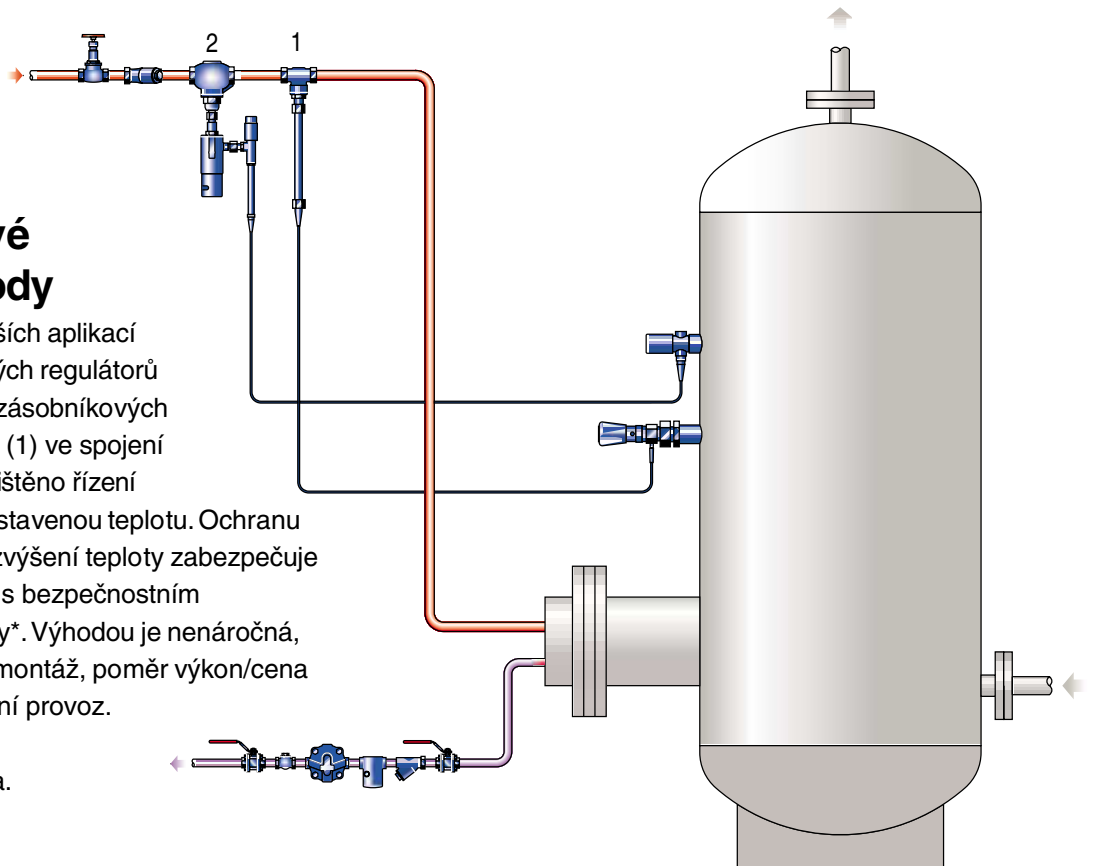 2 1
vé
ody
ších aplikací
ých regulátorů
zásobníkových
(1) ve spojení
ištěno řízení
stavenou teplotu. Ochranu
zvýšení teploty zabezpečuje
s bezpečnostním
y*. Výhodou je nenáročná,
montáž, poměr výkon/cena
ní provoz.
a.